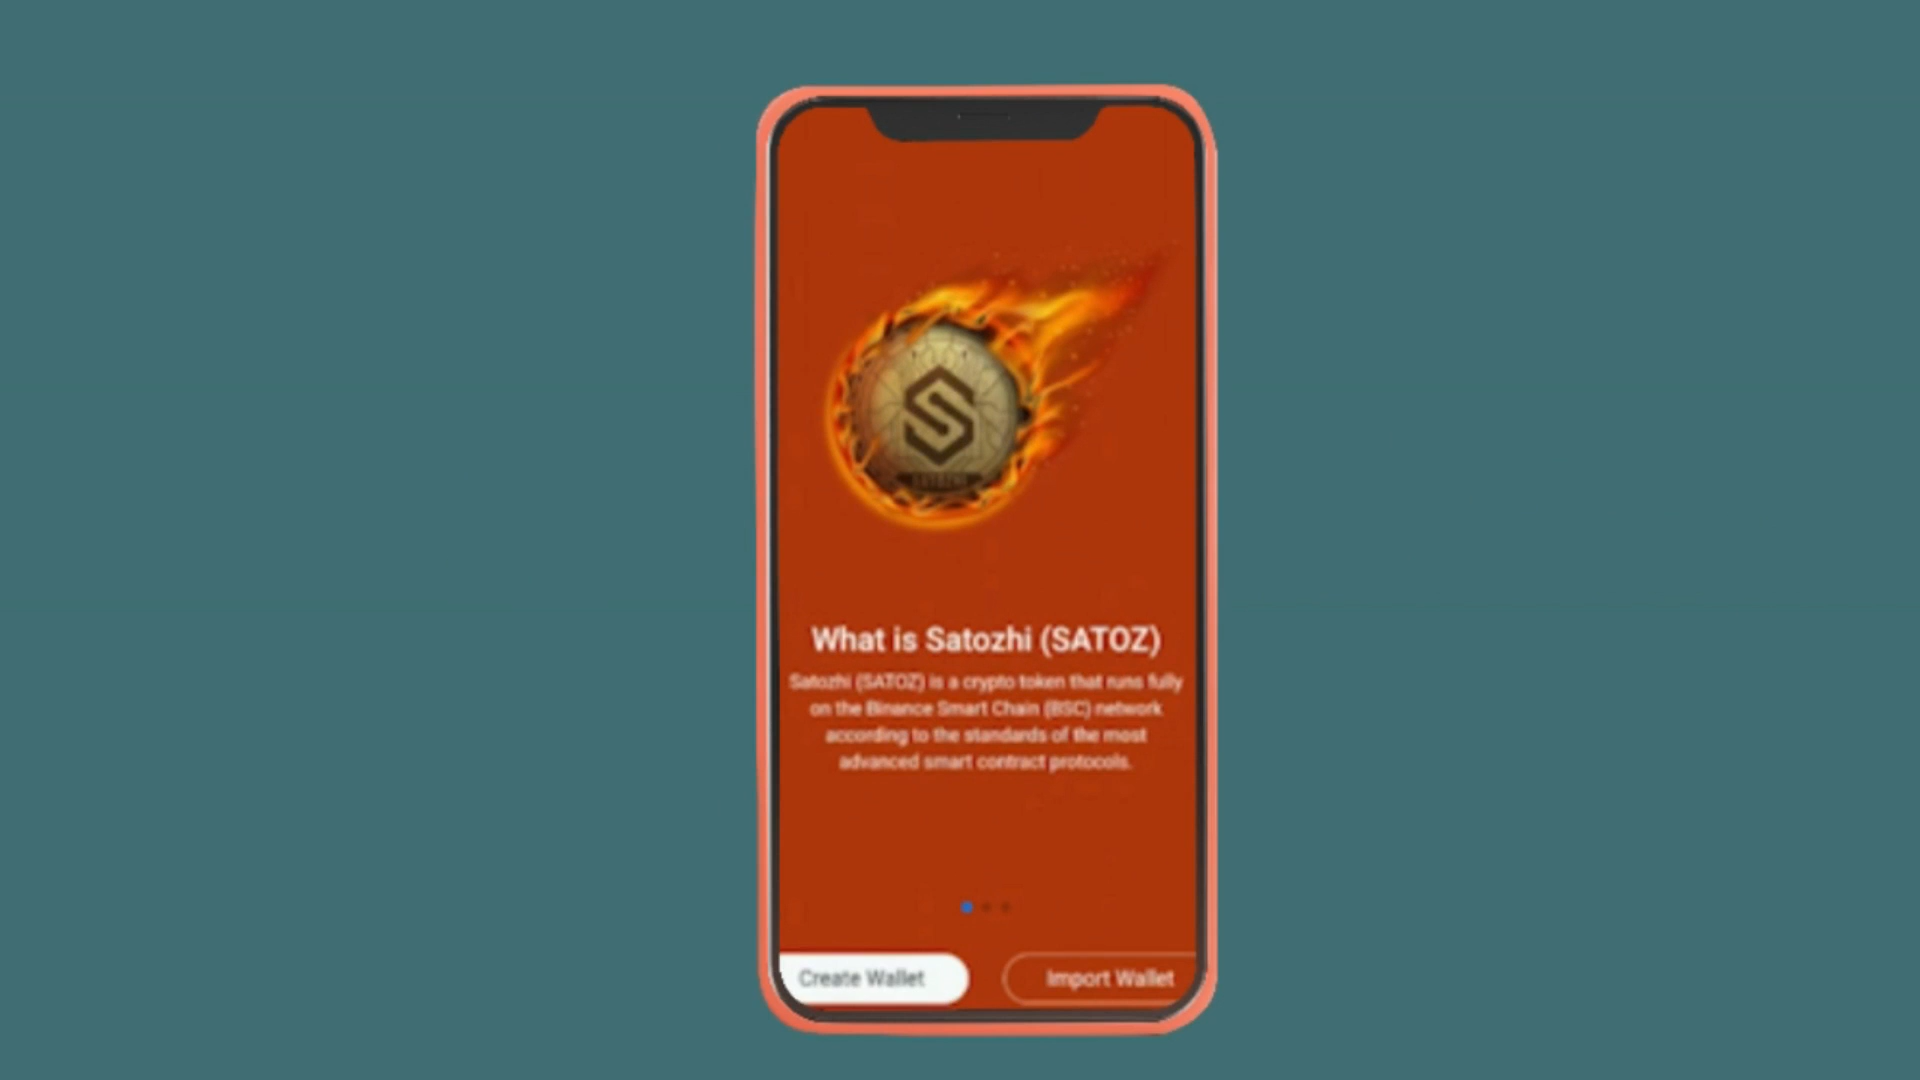 What is Satozhi (SATOZ)
Satozhi (SATOZ) is a crypto token that runs fully
on the Binance Smart Chain (BSC) network
according to the standards of the most
advanced smart contract protocols.
Create Wallet
Import Wallet